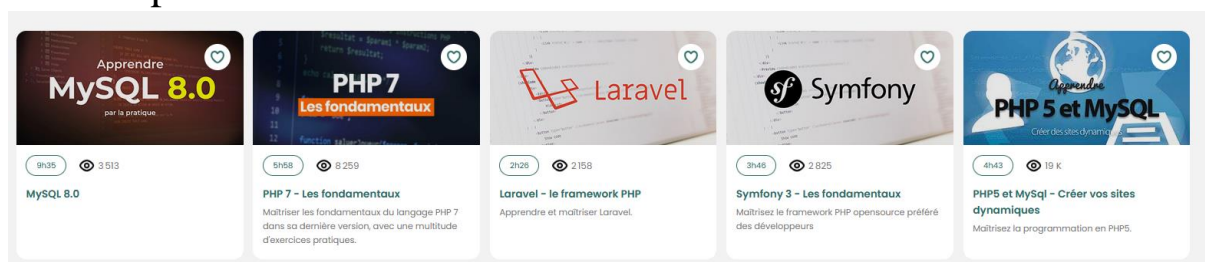 Apprendre
MySQL 8.0
par la pratique
9h35 3 513
MySQL 8.0
PHP 7
Les fondamentaux
5h58 8 259
PHP 7 - Les fondamentaux
Maîtriser les fondamentaux du langage PHP 7
dans sa dernière version, avec une multitude
d'exercices pratiques.
Laravel
2h26 2 158
Laravel - le framework PHP
Apprendre et maîtriser Laravel.
sf Symfony
3h46 2 825
Symfony 3 - Les fondamentaux
Maîtrisez le framework PHP opensource préféré
des développeurs
Apprendre
PHP 5 et MySQL
Créer des sites dynamiques
4h43 19 K
PHP5 et MySql - Créer vos sites
dynamiques
Maîtrisez la programmation en PHP5.